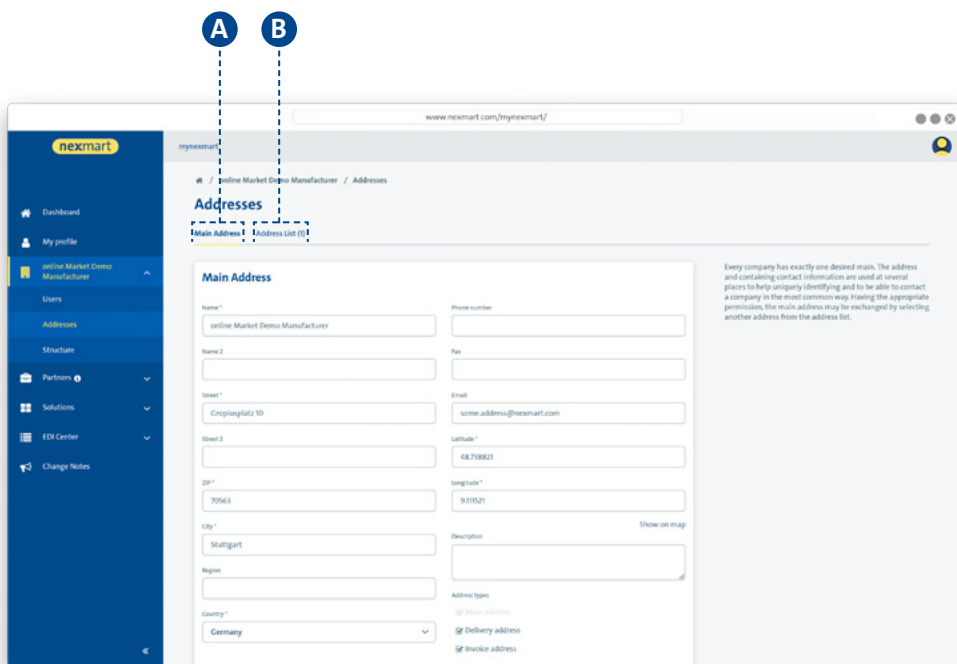 A B
www.nexmart.com/mynexmart/
nexmart
mynexmart
/ online Market Demo Manufacturer / Addresses
Addresses
Main Address
Address List (1)
Dashboard
My profile
online Market Demo
Manufacturer
Users
Addresses
Structure
Partners
Solutions
EDI Center
Change Notes
«
Main Address
Name *
online Market Demo Manufacturer
Name 2
Street *
Gropiusplatz 10
Street 2
ZIP *
70563
City *
Stuttgart
Region
Country *
Germany
Phone number
Fax
Email
some.address@nexmart.com
Latitude *
48.738821
Longitude *
9.111521
Show on map
Description
Address types
Main address
Delivery address
Invoice address
Every company has exactly one desired main. The address
and containing contact information are used at several
places to help uniquely identifying and to be able to contact
a company in the most common way. Having the appropriate
permission, the main address may be exchanged by selecting
another address from the address list.